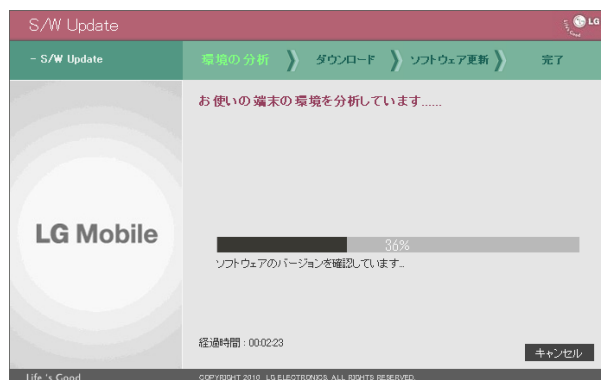 S/W Update
LG
- S/W Update
環境の分析 》 ダウンロード 》 ソフトウェア更新 》 完了
お使いの端末の環境を分析しています......
LG Mobile
36%
ソフトウェアのバージョンを確認しています..
経過時間 : 00:02:23
キャンセル
Life's Good
COPYRIGHT 2010 LG ELECTRONICS. ALL RIGHTS RESERVED.